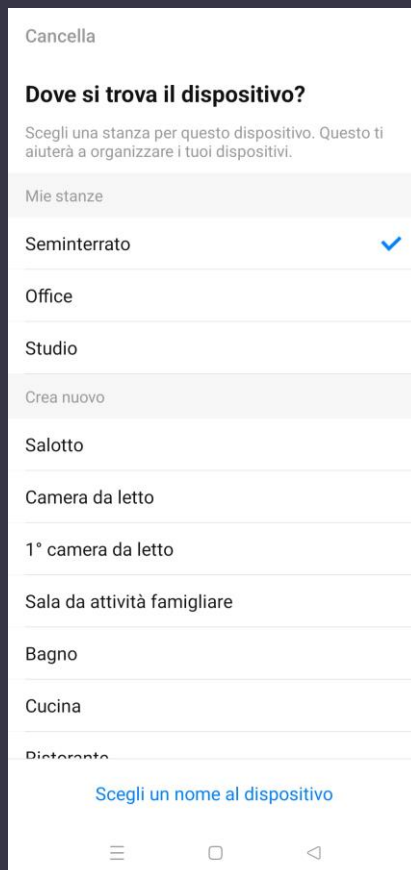 Cancella
Dove si trova il dispositivo?
Scegli una stanza per questo dispositivo. Questo ti
aiuterà a organizzare i tuoi dispositivi.
Mie stanze
Seminterrato
Office
Studio
Crea nuovo
Salotto
Camera da letto
1° camera da letto
Sala da attività famigliare
Bagno
Cucina
Ristorante
Scegli un nome al dispositivo